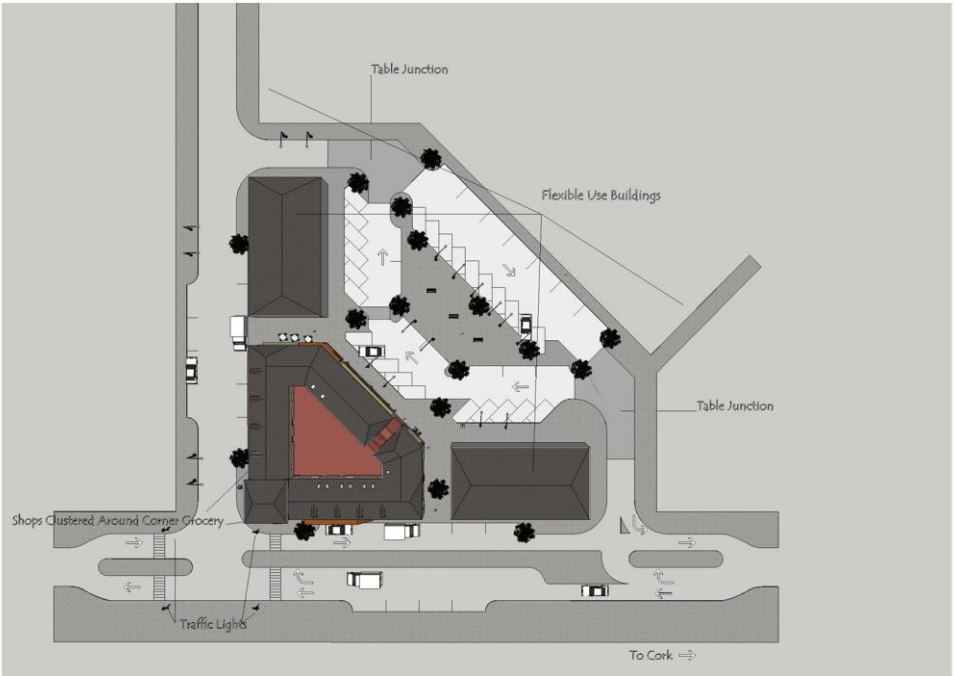 Table Junction
Flexible Use Buildings
Table Junction
Shops Clustered Around Corner Grocery
Traffic Lights
To Cork